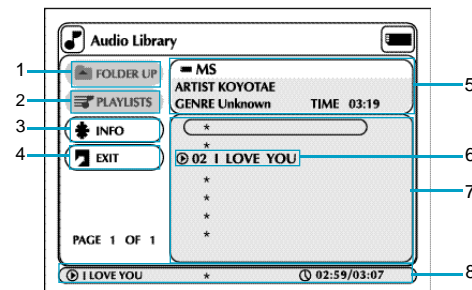 Audio Library
1 FOLDER UP
MS
ARTIST KOYOTAE
5
2 PLAYLISTS
GENRE Unknown TIME 03:19
3 INFO
*
4 EXIT
*
02 I LOVE YOU
6
*
7
*
*
*
PAGE 1 OF 1
I LOVE YOU * 02:59/03:07
8